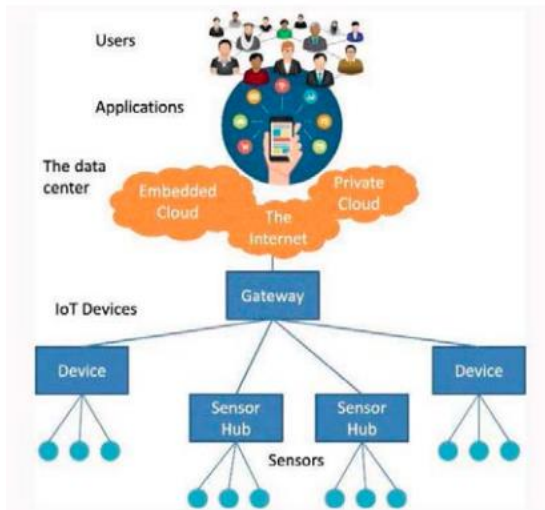 Users
Applications
The data
center
Embedded
Cloud
Private
Cloud
The
Internet
Gateway
IoT Devices
Device
Device
Sensor
Hub
Sensor
Hub
Sensors